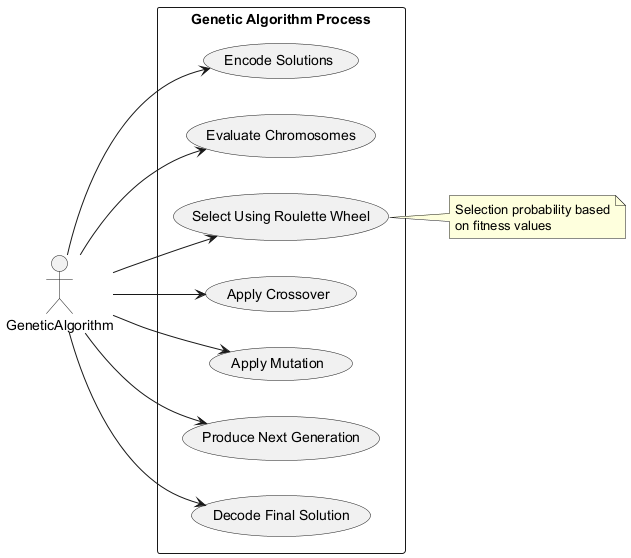 Genetic Algorithm Process
Encode Solutions
Evaluate Chromosomes
Select Using Roulette Wheel
Selection probability based
on fitness values
Apply Crossover
GeneticAlgorithm
Apply Mutation
Produce Next Generation
Decode Final Solution